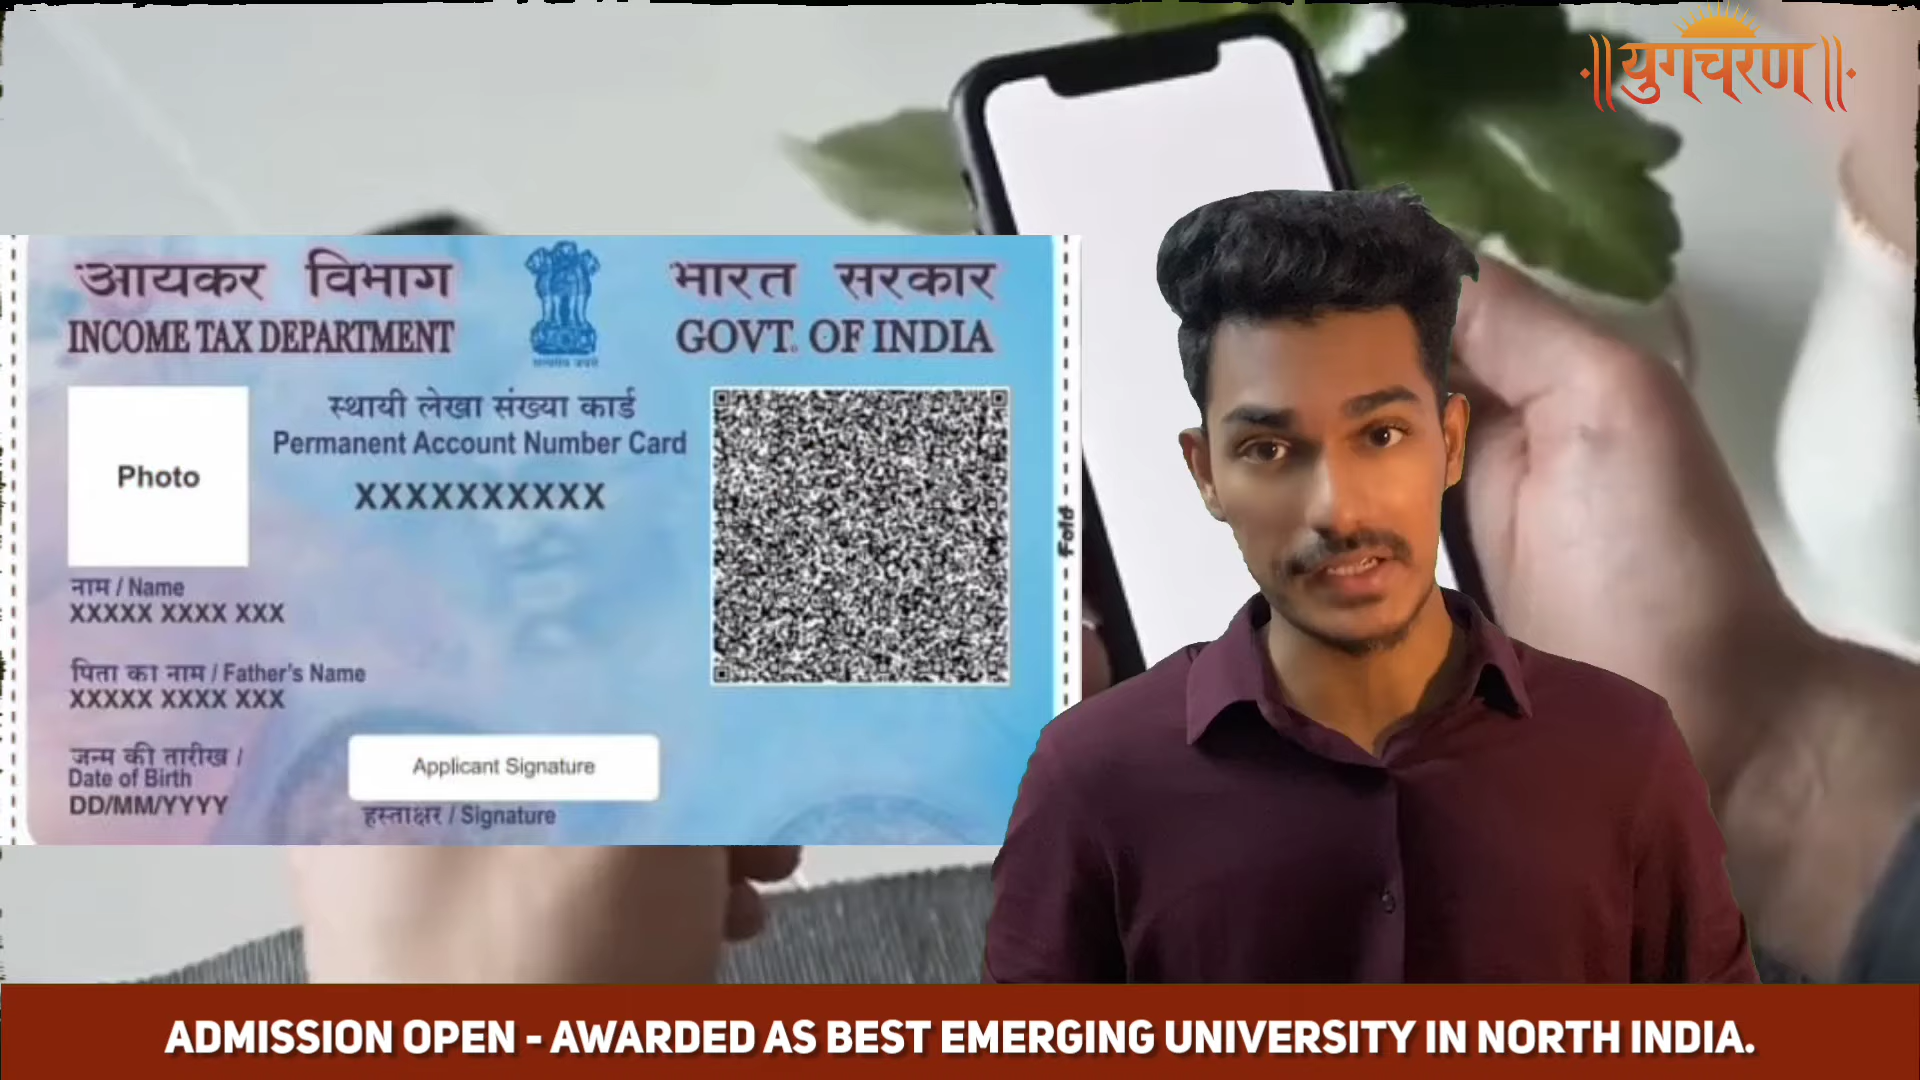 ॥युगचरण॥
आयकर विभाग
INCOME TAX DEPARTMENT
भारत सरकार
GOVT. OF INDIA
स्थायी लेखा संख्या कार्ड
Permanent Account Number Card
XXXXXXXXXX
Photo
नाम / Name
XXXXX XXXX XXX
पिता का नाम / Father's Name
XXXXX XXXX XXX
जन्म की तारीख /
Date of Birth
DD/MM/YYYY
Applicant Signature
हस्ताक्षर / Signature
Fold
ADMISSION OPEN - AWARDED AS BEST EMERGING UNIVERSITY IN NORTH INDIA.